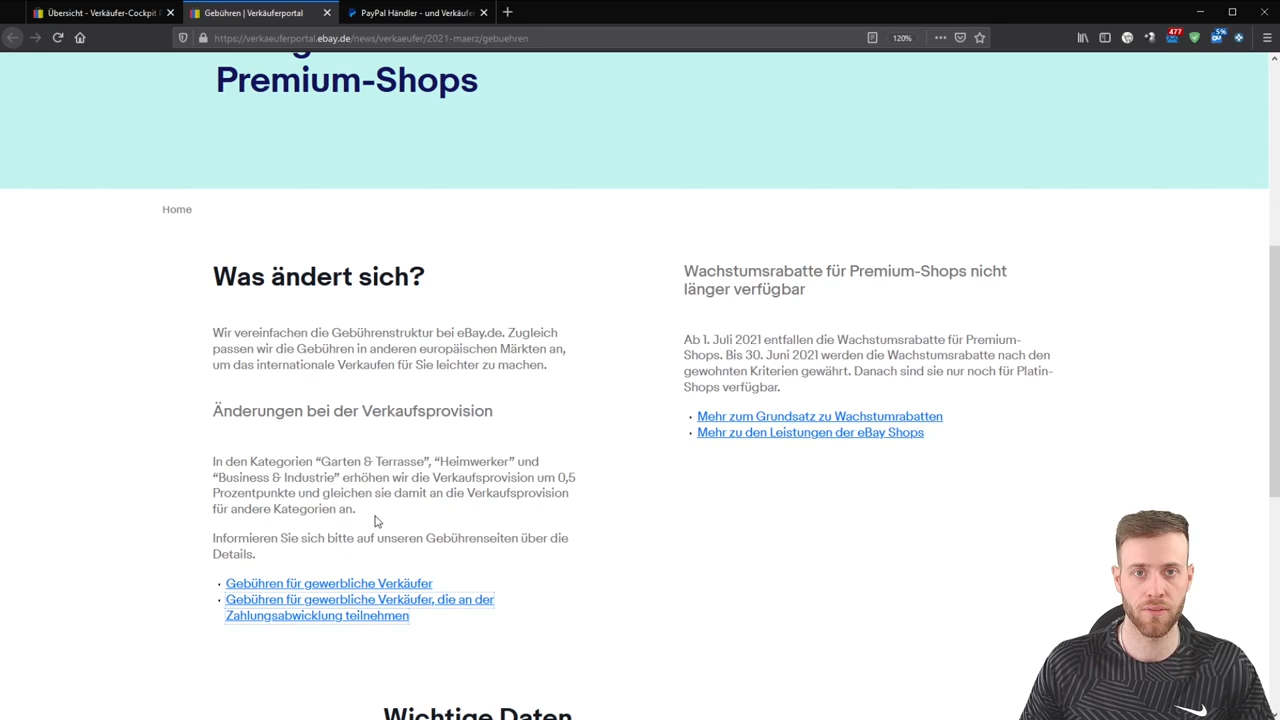 Übersicht - Verkäufer-Cockpit P
Gebühren | Verkäuferportal
PayPal Händler - und Verkäufer
https://verkaeuferportal.ebay.de/news/verkaeufer/2021-maerz/gebuehren
120%
477
5%
Premium-Shops
Home
Was ändert sich?
Wir vereinfachen die Gebührenstruktur bei eBay.de. Zugleich
passen wir die Gebühren in anderen europäischen Märkten an,
um das internationale Verkaufen für Sie leichter zu machen.
Änderungen bei der Verkaufsprovision
In den Kategorien “Garten & Terrasse”, “Heimwerker” und
“Business & Industrie” erhöhen wir die Verkaufsprovision um 0,5
Prozentpunkte und gleichen sie damit an die Verkaufsprovision
für andere Kategorien an.
Informieren Sie sich bitte auf unseren Gebührenseiten über die
Details.
Gebühren für gewerbliche Verkäufer
Gebühren für gewerbliche Verkäufer, die an der
Zahlungsabwicklung teilnehmen
Wachstumsrabatte für Premium-Shops nicht
länger verfügbar
Ab 1. Juli 2021 entfallen die Wachstumsrabatte für Premium-
Shops. Bis 30. Juni 2021 werden die Wachstumsrabatte nach den
gewohnten Kriterien gewährt. Danach sind sie nur noch für Platin-
Shops verfügbar.
Mehr zum Grundsatz zu Wachstumrabatten
Mehr zu den Leistungen der eBay Shops
Wichtige Daten